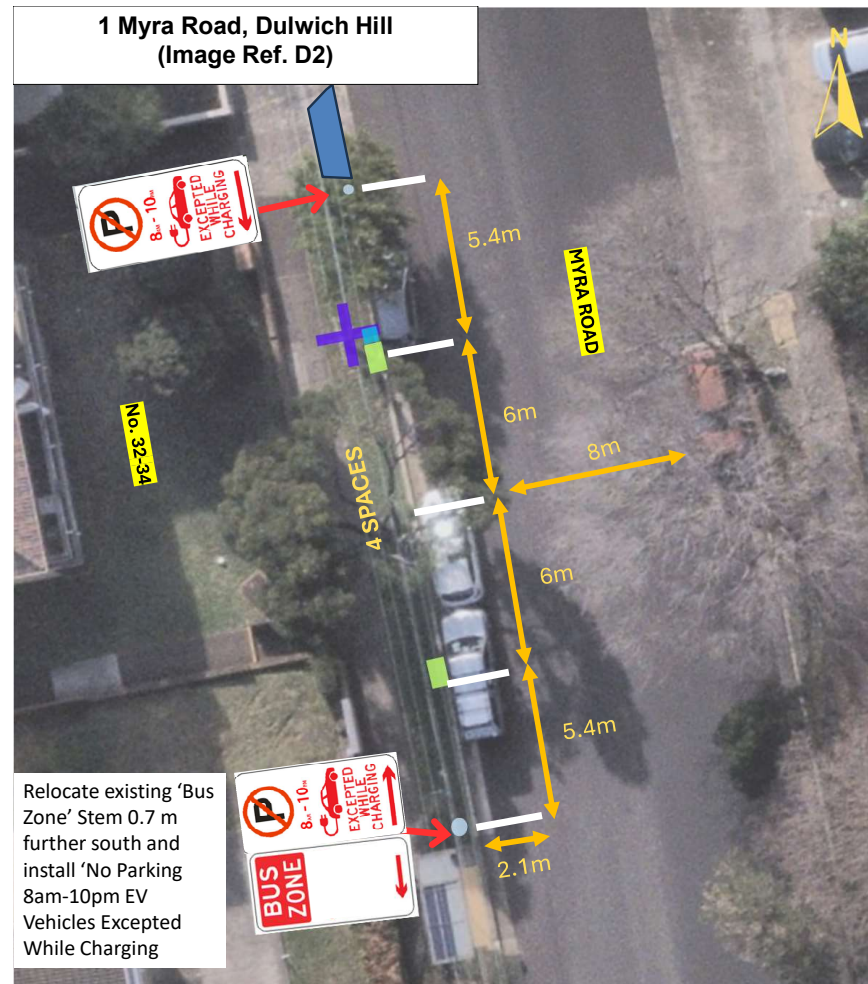 1 Myra Road, Dulwich Hill
(Image Ref. D2)
N
P
8AM - 10PM
EXCEPTED
WHILE
CHARGING
5.4m
MYRA ROAD
6m
No. 32-34
8m
4 SPACES
6m
5.4m
Relocate existing ‘Bus
Zone’ Stem 0.7 m
further south and
install ‘No Parking
8am-10pm EV
Vehicles Excepted
While Charging
P
8AM - 10PM
EXCEPTED
WHILE
CHARGING
BUS
ZONE
2.1m